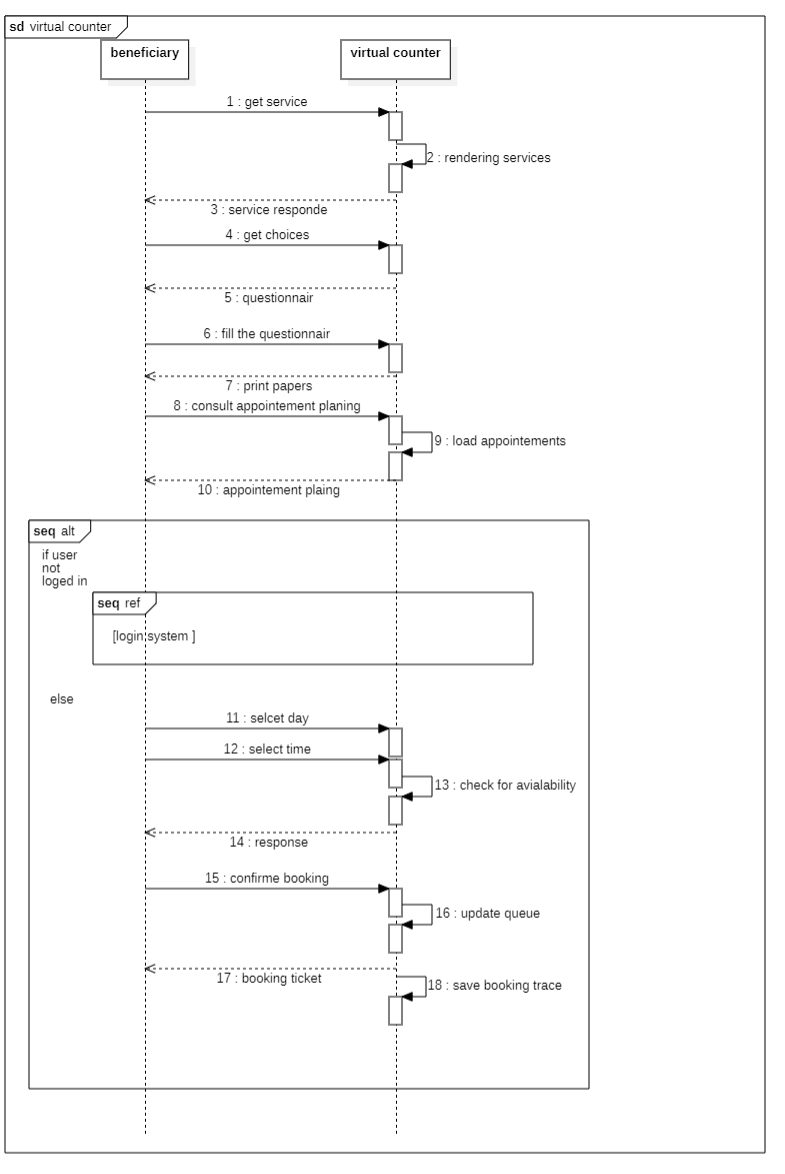 sd virtual counter
beneficiary
virtual counter
1 : get service
2 : rendering services
3 : service responde
4 : get choices
5 : questionnair
6 : fill the questionnair
7 : print papers
8 : consult appointement planing
9 : load appointements
10 : appointement plaing
seq alt
if user
not
loged in
seq ref
[login system ]
else
11 : selcet day
12 : select time
13 : check for avialability
14 : response
15 : confirme booking
16 : update queue
17 : booking ticket
18 : save booking trace